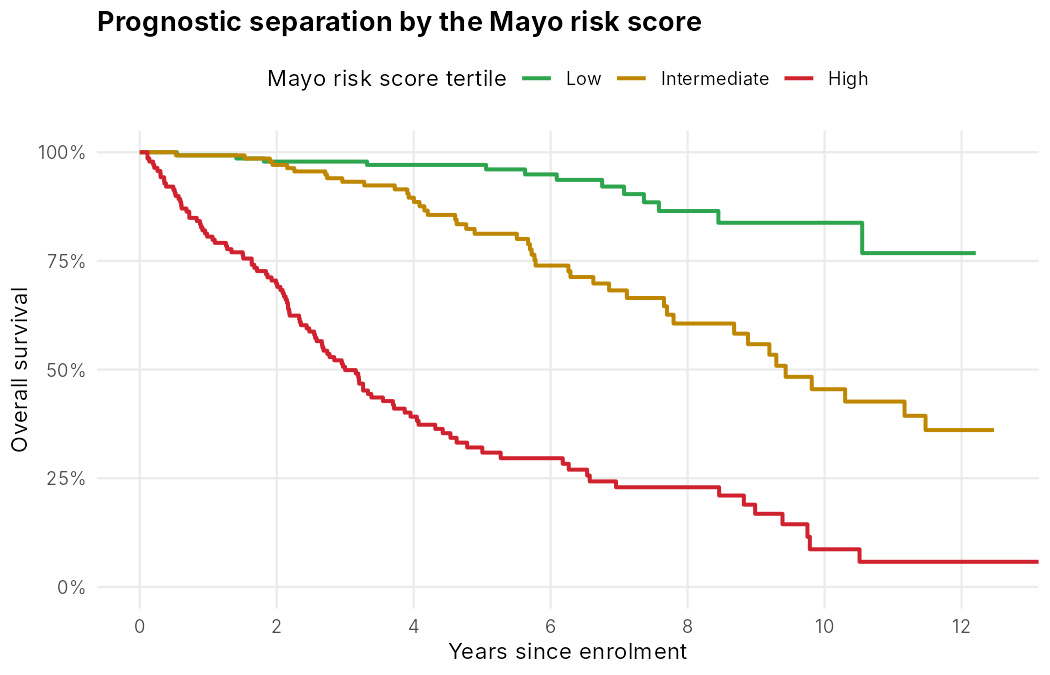 Prognostic separation by the Mayo risk score
Mayo risk score tertile Low Intermediate High
100%
75%
50%
25%
0%
Overall survival
0 2 4 6 8 10 12
Years since enrolment